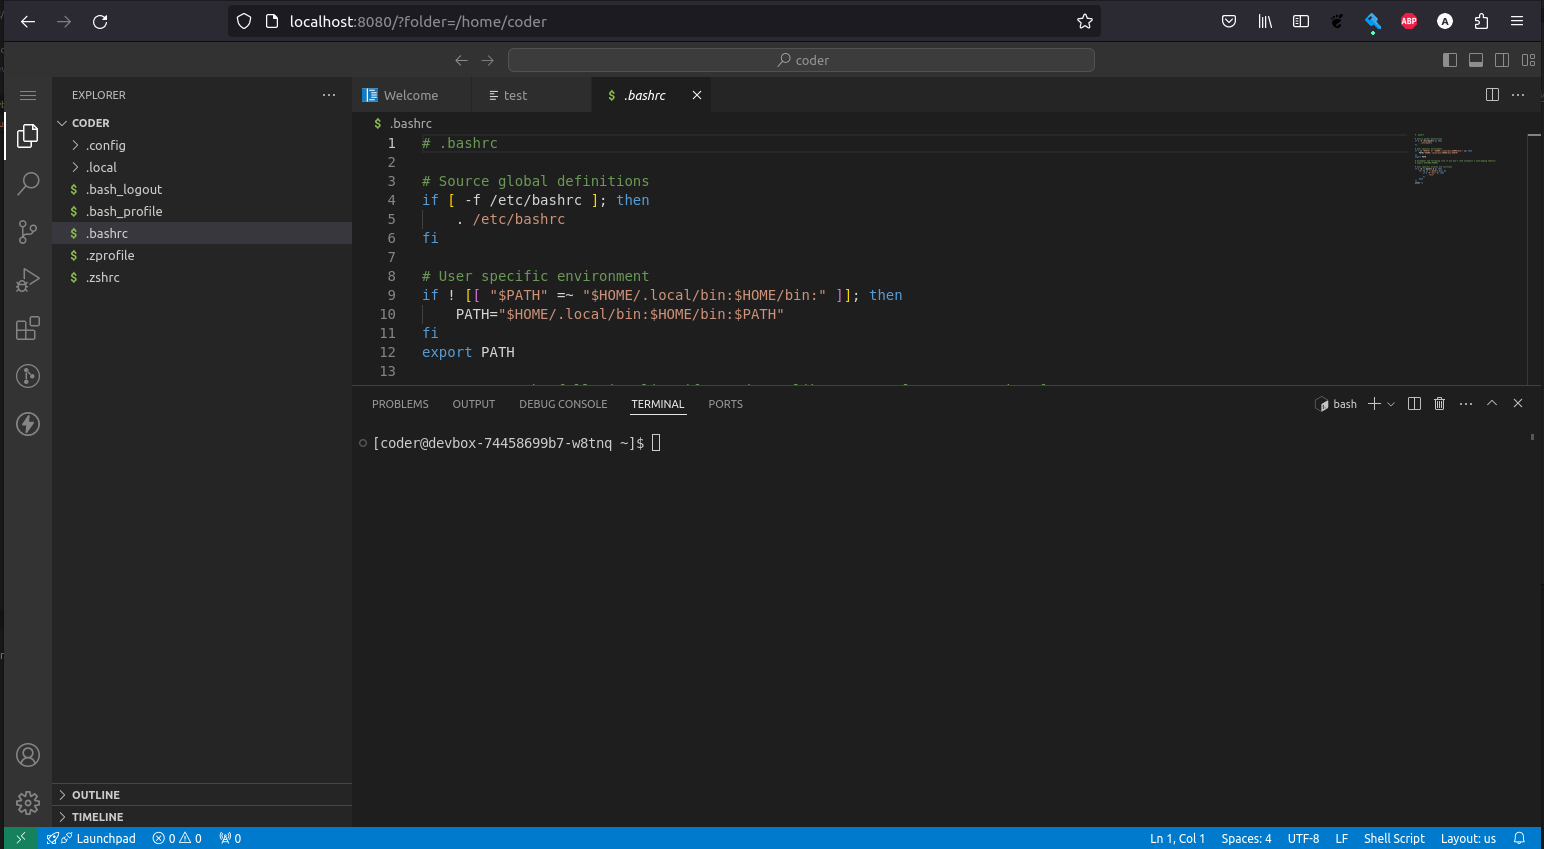 localhost:8080/?folder=/home/coder
ABP
A
coder
EXPLORER
CODER
.config
.local
$ .bash_logout
$ .bash_profile
$ .bashrc
$ .zprofile
$ .zshrc
OUTLINE
TIMELINE
Welcome
test
$ .bashrc
$ .bashrc
1 # .bashrc
2
3 # Source global definitions
4 if [ -f /etc/bashrc ]; then
5 . /etc/bashrc
6 fi
7
8 # User specific environment
9 if ! [[ "$PATH" =~ "$HOME/.local/bin:$HOME/bin:" ]]; then
10 PATH="$HOME/.local/bin:$HOME/bin:$PATH"
11 fi
12 export PATH
13
PROBLEMS OUTPUT DEBUG CONSOLE TERMINAL PORTS
bash
[coder@devbox-74458699b7-w8tnq ~]$
Launchpad 0 0 0
Ln 1, Col 1 Spaces: 4 UTF-8 LF Shell Script Layout: us